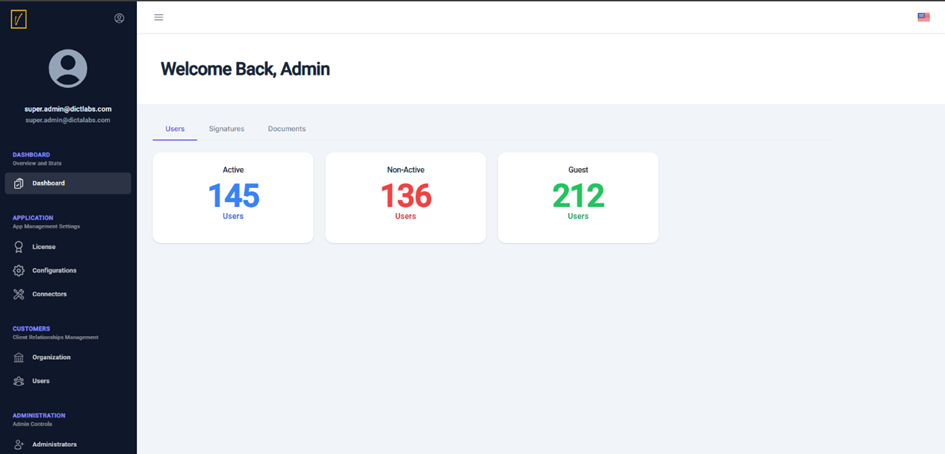 super.admin@dictlabs.com
super.admin@dictalabs.com
DASHBOARD
Overview and Stats
Dashboard
APPLICATION
App Management Settings
License
Configurations
Connectors
CUSTOMERS
Client Relationships Management
Organization
Users
ADMINISTRATION
Admin Controls
Administrators
Welcome Back, Admin
Users Signatures Documents
Active
145
Users
Non-Active
136
Users
Guest
212
Users